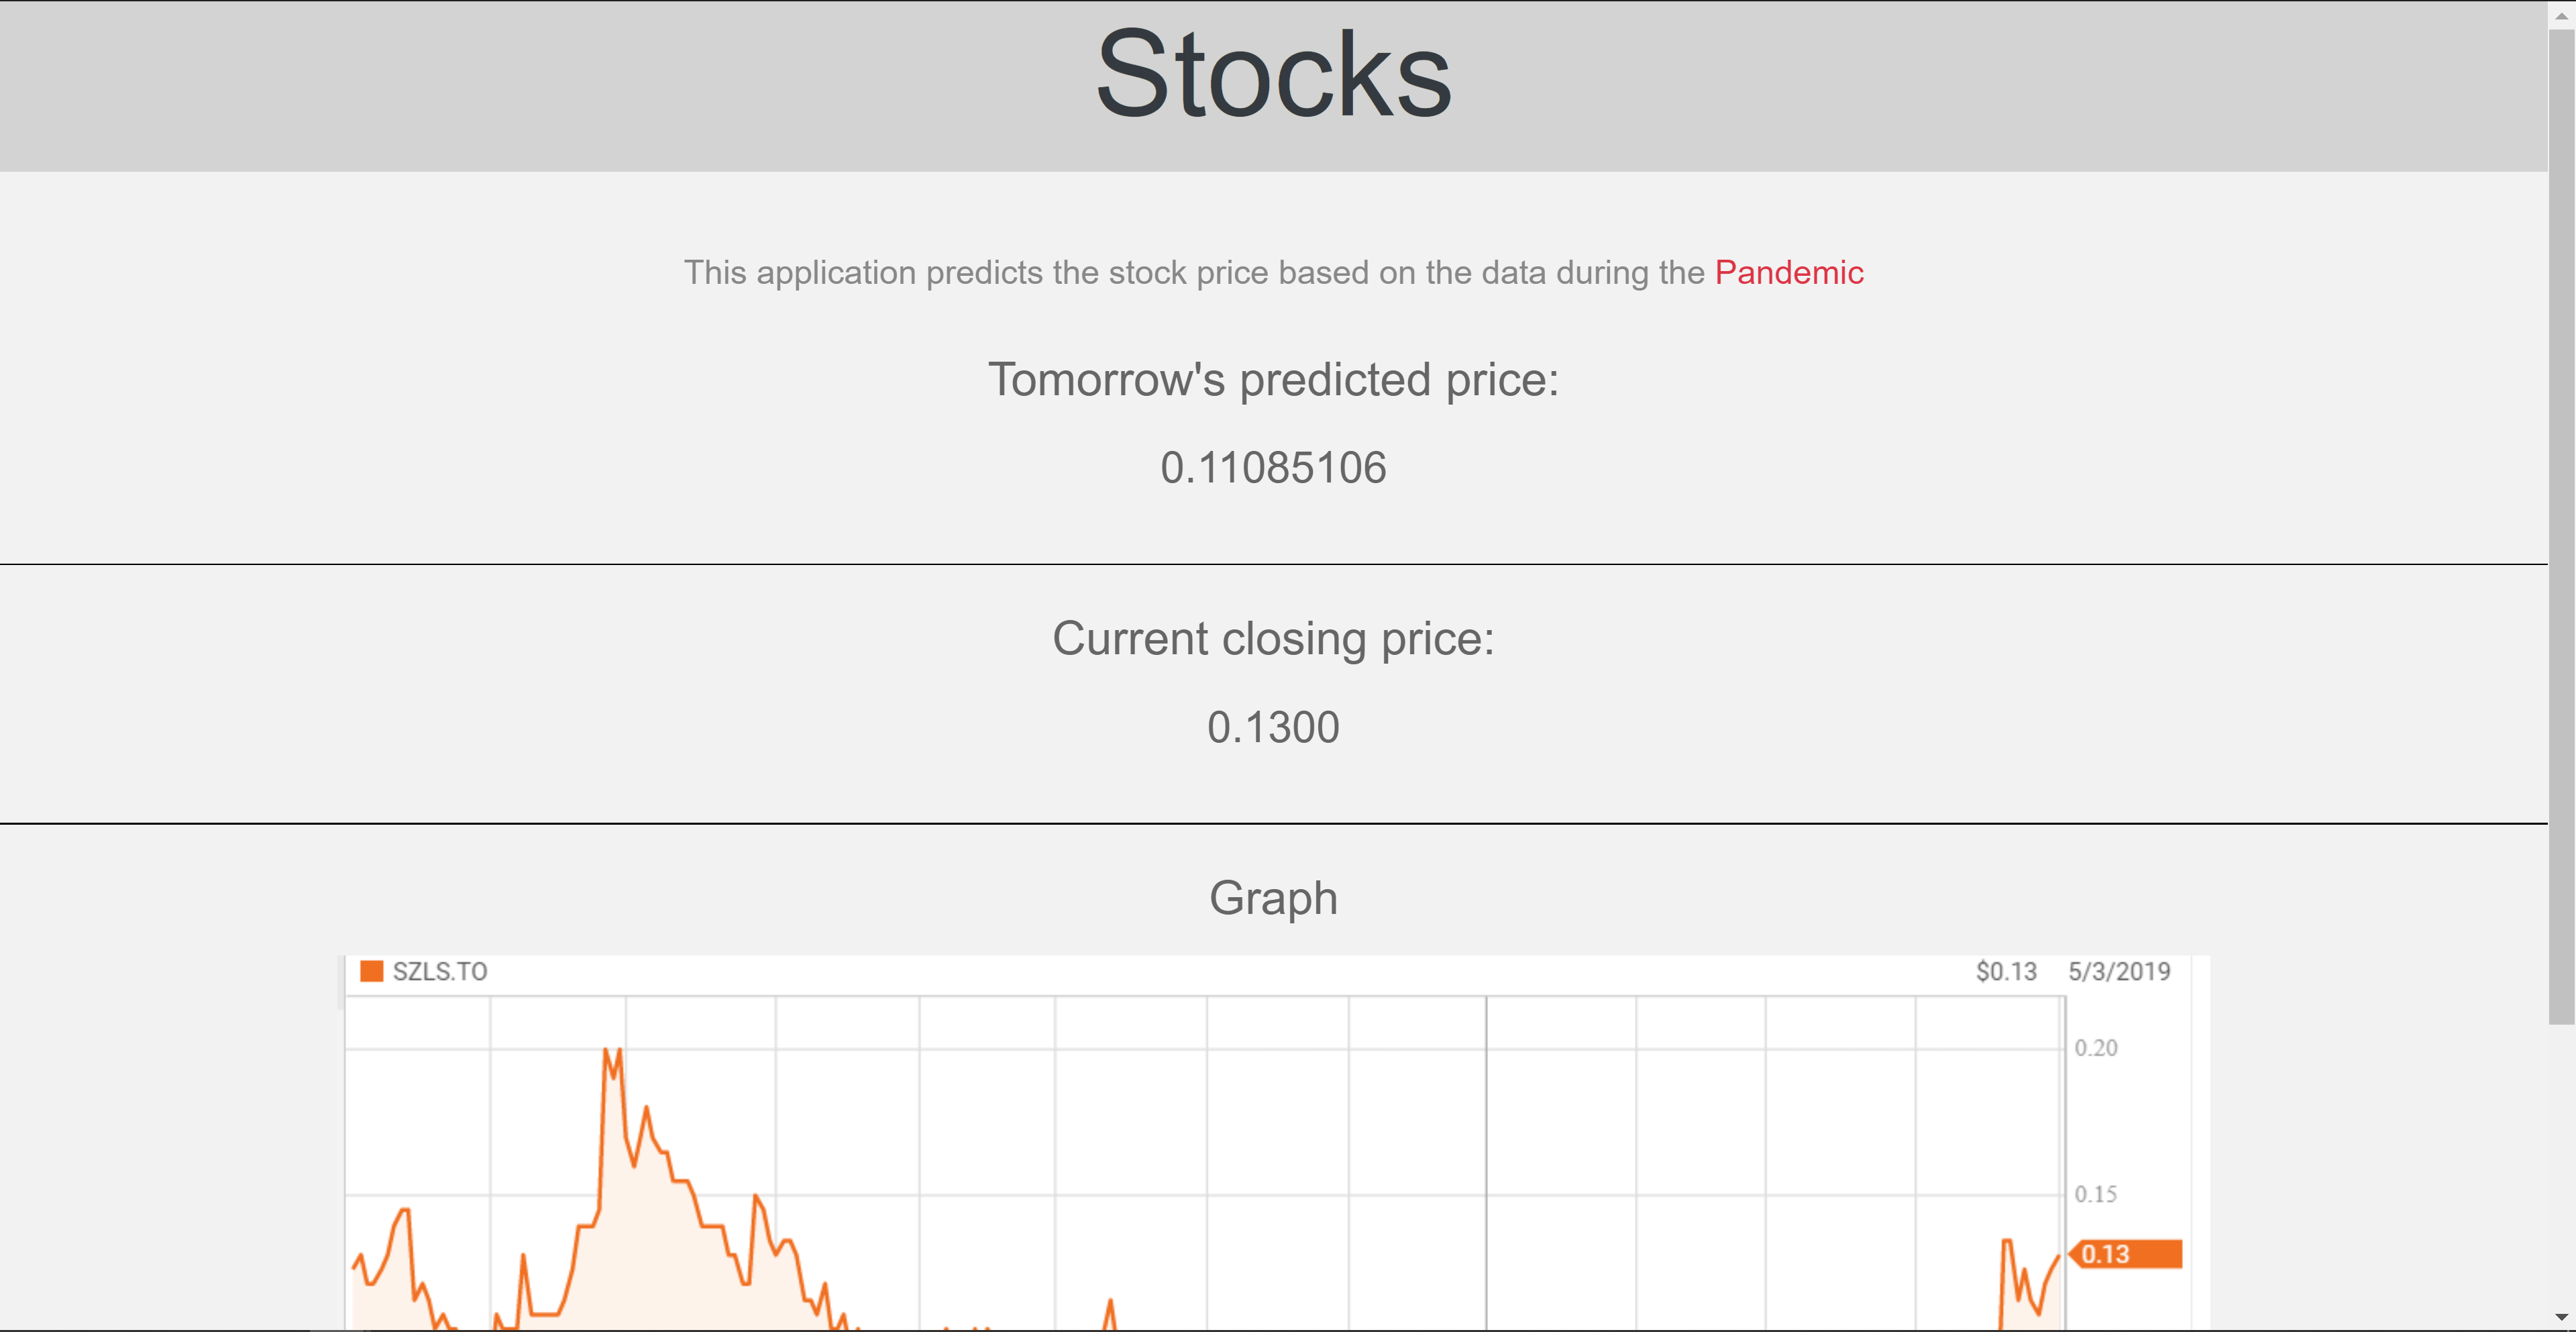 Stocks
This application predicts the stock price based on the data during the Pandemic
Tomorrow's predicted price:
0.11085106
Current closing price:
0.1300
Graph
SZLS.TO $0.13 5/3/2019
0.20
0.15
0.13